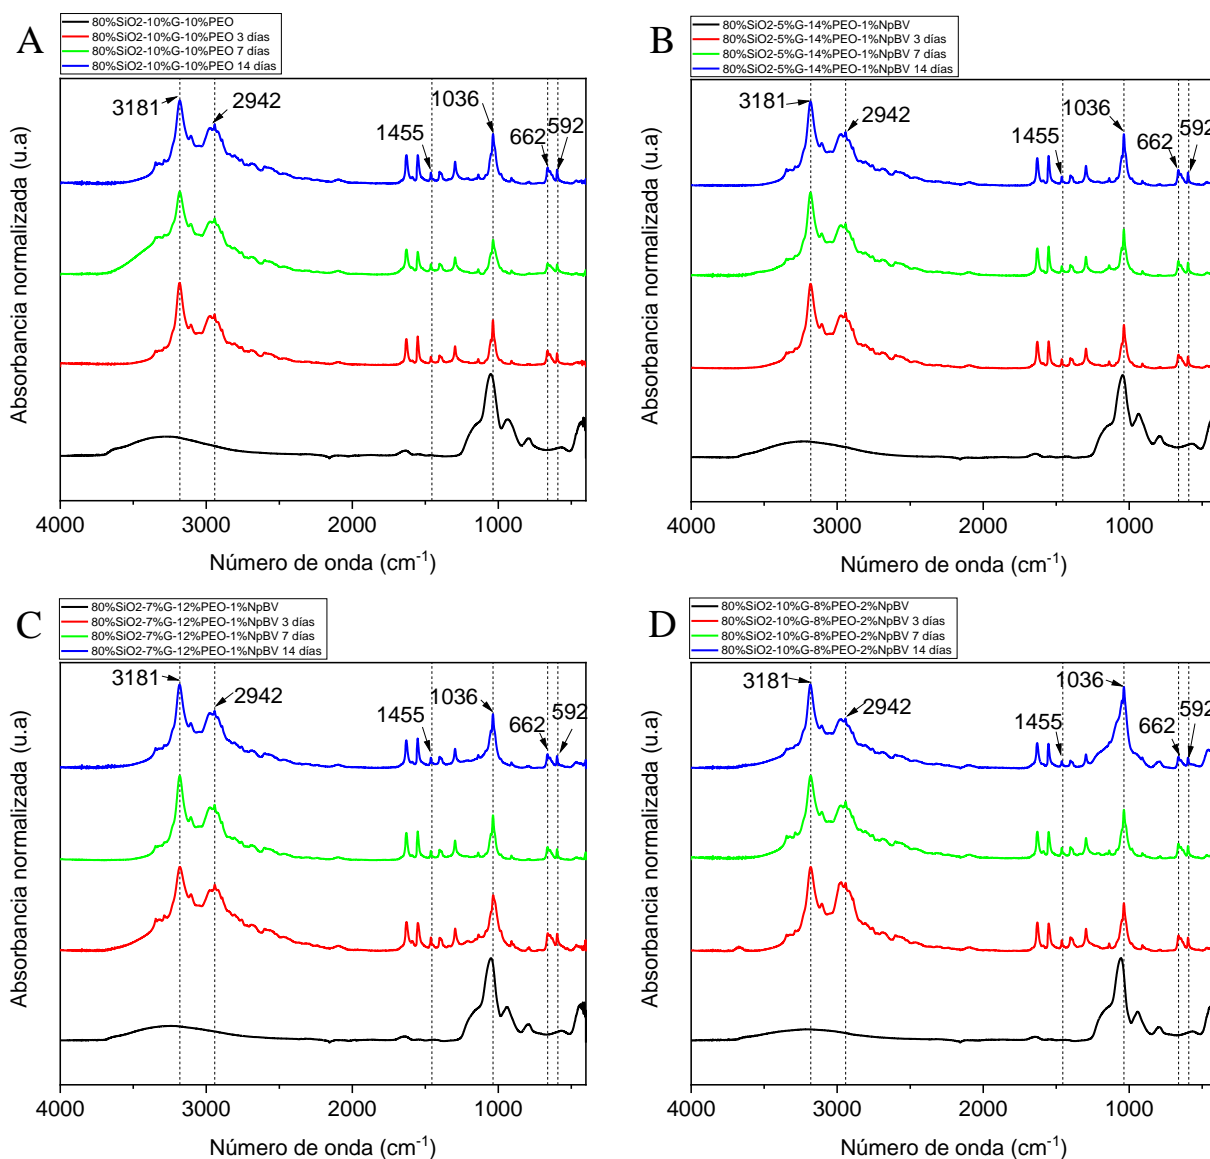 A
80%SiO2-10%G-10%PEO
80%SiO2-10%G-10%PEO 3 días
80%SiO2-10%G-10%PEO 7 días
80%SiO2-10%G-10%PEO 14 días
3181
2942
1455
1036
662
592
Absorbancia normalizada (u.a)
4000
3000
2000
1000
Número de onda (cm-1)
B
80%SiO2-5%G-14%PEO-1%NpBV
80%SiO2-5%G-14%PEO-1%NpBV 3 días
80%SiO2-5%G-14%PEO-1%NpBV 7 días
80%SiO2-5%G-14%PEO-1%NpBV 14 días
3181
2942
1455
1036
662
592
Absorbancia normalizada (u.a)
4000
3000
2000
1000
Número de onda (cm-1)
C
80%SiO2-7%G-12%PEO-1%NpBV
80%SiO2-7%G-12%PEO-1%NpBV 3 días
80%SiO2-7%G-12%PEO-1%NpBV 7 días
80%SiO2-7%G-12%PEO-1%NpBV 14 días
3181
2942
1455
1036
662
592
Absorbancia normalizada (u.a)
4000
3000
2000
1000
Número de onda (cm-1)
D
80%SiO2-10%G-8%PEO-2%NpBV
80%SiO2-10%G-8%PEO-2%NpBV 3 días
80%SiO2-10%G-8%PEO-2%NpBV 7 días
80%SiO2-10%G-8%PEO-2%NpBV 14 días
3181
2942
1455
1036
662
592
Absorbancia normalizada (u.a)
4000
3000
2000
1000
Número de onda (cm-1)